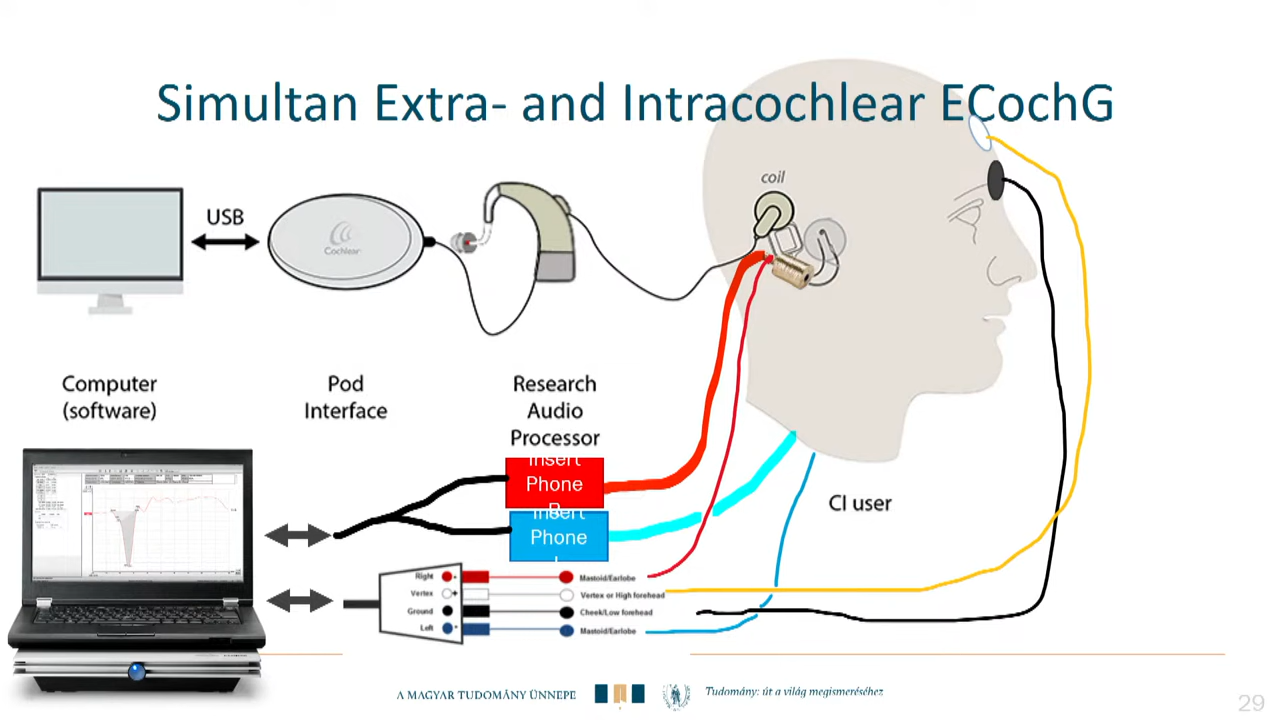 Simultan Extra- and Intracochlear ECochG
coil
USB
Cochlear
Computer
(software)
Pod
Interface
Research
Audio
Processor
Insert
Phone
R
Insert
Phone
CI user
Right
Mastoid/Earlobe
Vertex
Vertex or High forehead
Ground
Cheek/Low forehead
Left
Mastoid/Earlobe
A MAGYAR TUDOMÁNY ÜNNEPE
Tudomány: út a világ megismeréséhez
29